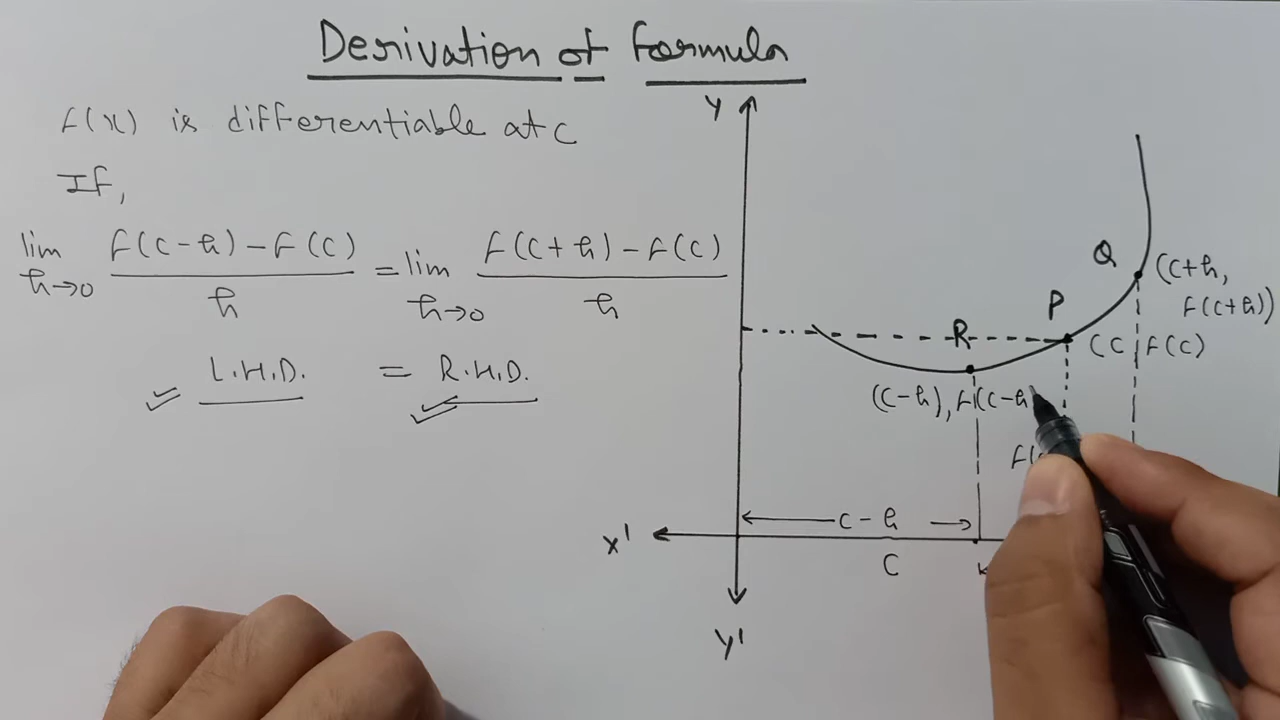 Derivation of formula
f(x) is differentiable at c
If,
lim h→0 f(c-h)-f(c) / h = lim h→0 f(c+h)-f(c) / h
L.H.D. = R.H.D.
Y
Q (c+h,
f(c+h))
P
(c, f(c)
R
(c-h), f(c-h)
f(
c-h
X'
C
Y'